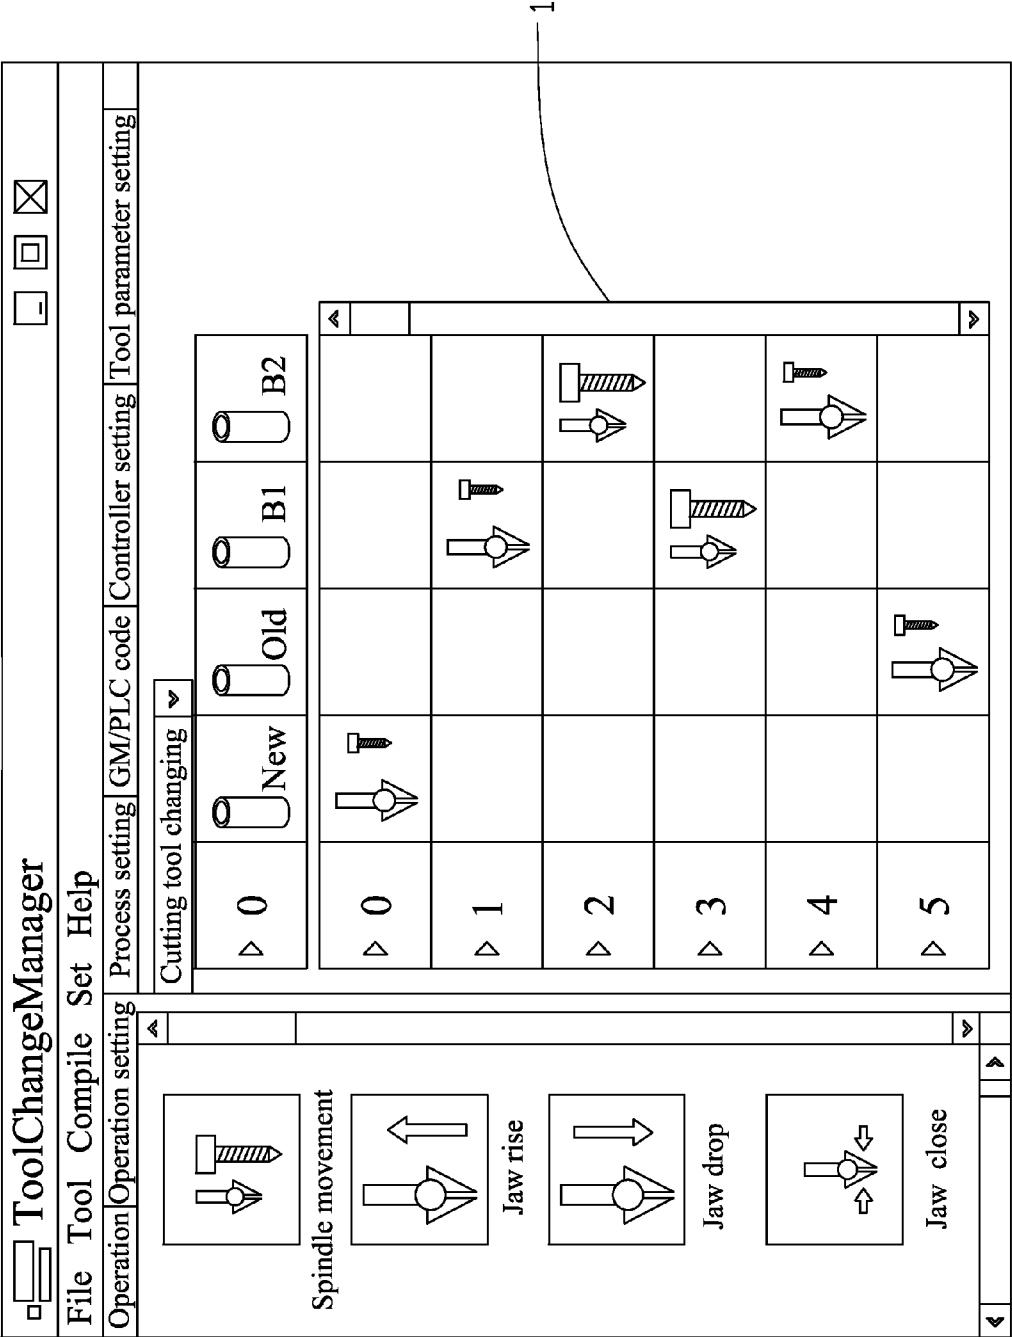 ToolChangeManager
File Tool Compile Set Help
Operation Operation setting Process setting GM/PLC code Controller setting Tool parameter setting
Cutting tool changing
0 New Old B1 B2
0
1
2
3
4
5
Spindle movement
Jaw rise
Jaw drop
Jaw close
1